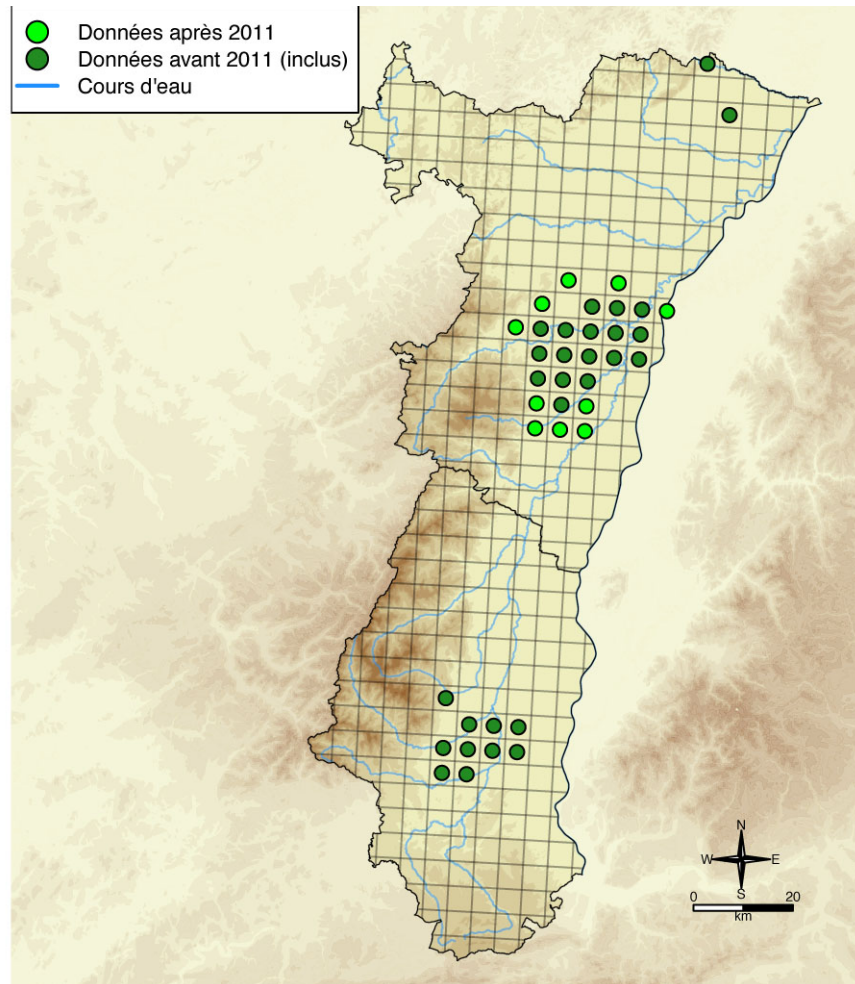 Données après 2011
Données avant 2011 (inclus)
Cours d'eau
N
W E
S
0 20
km